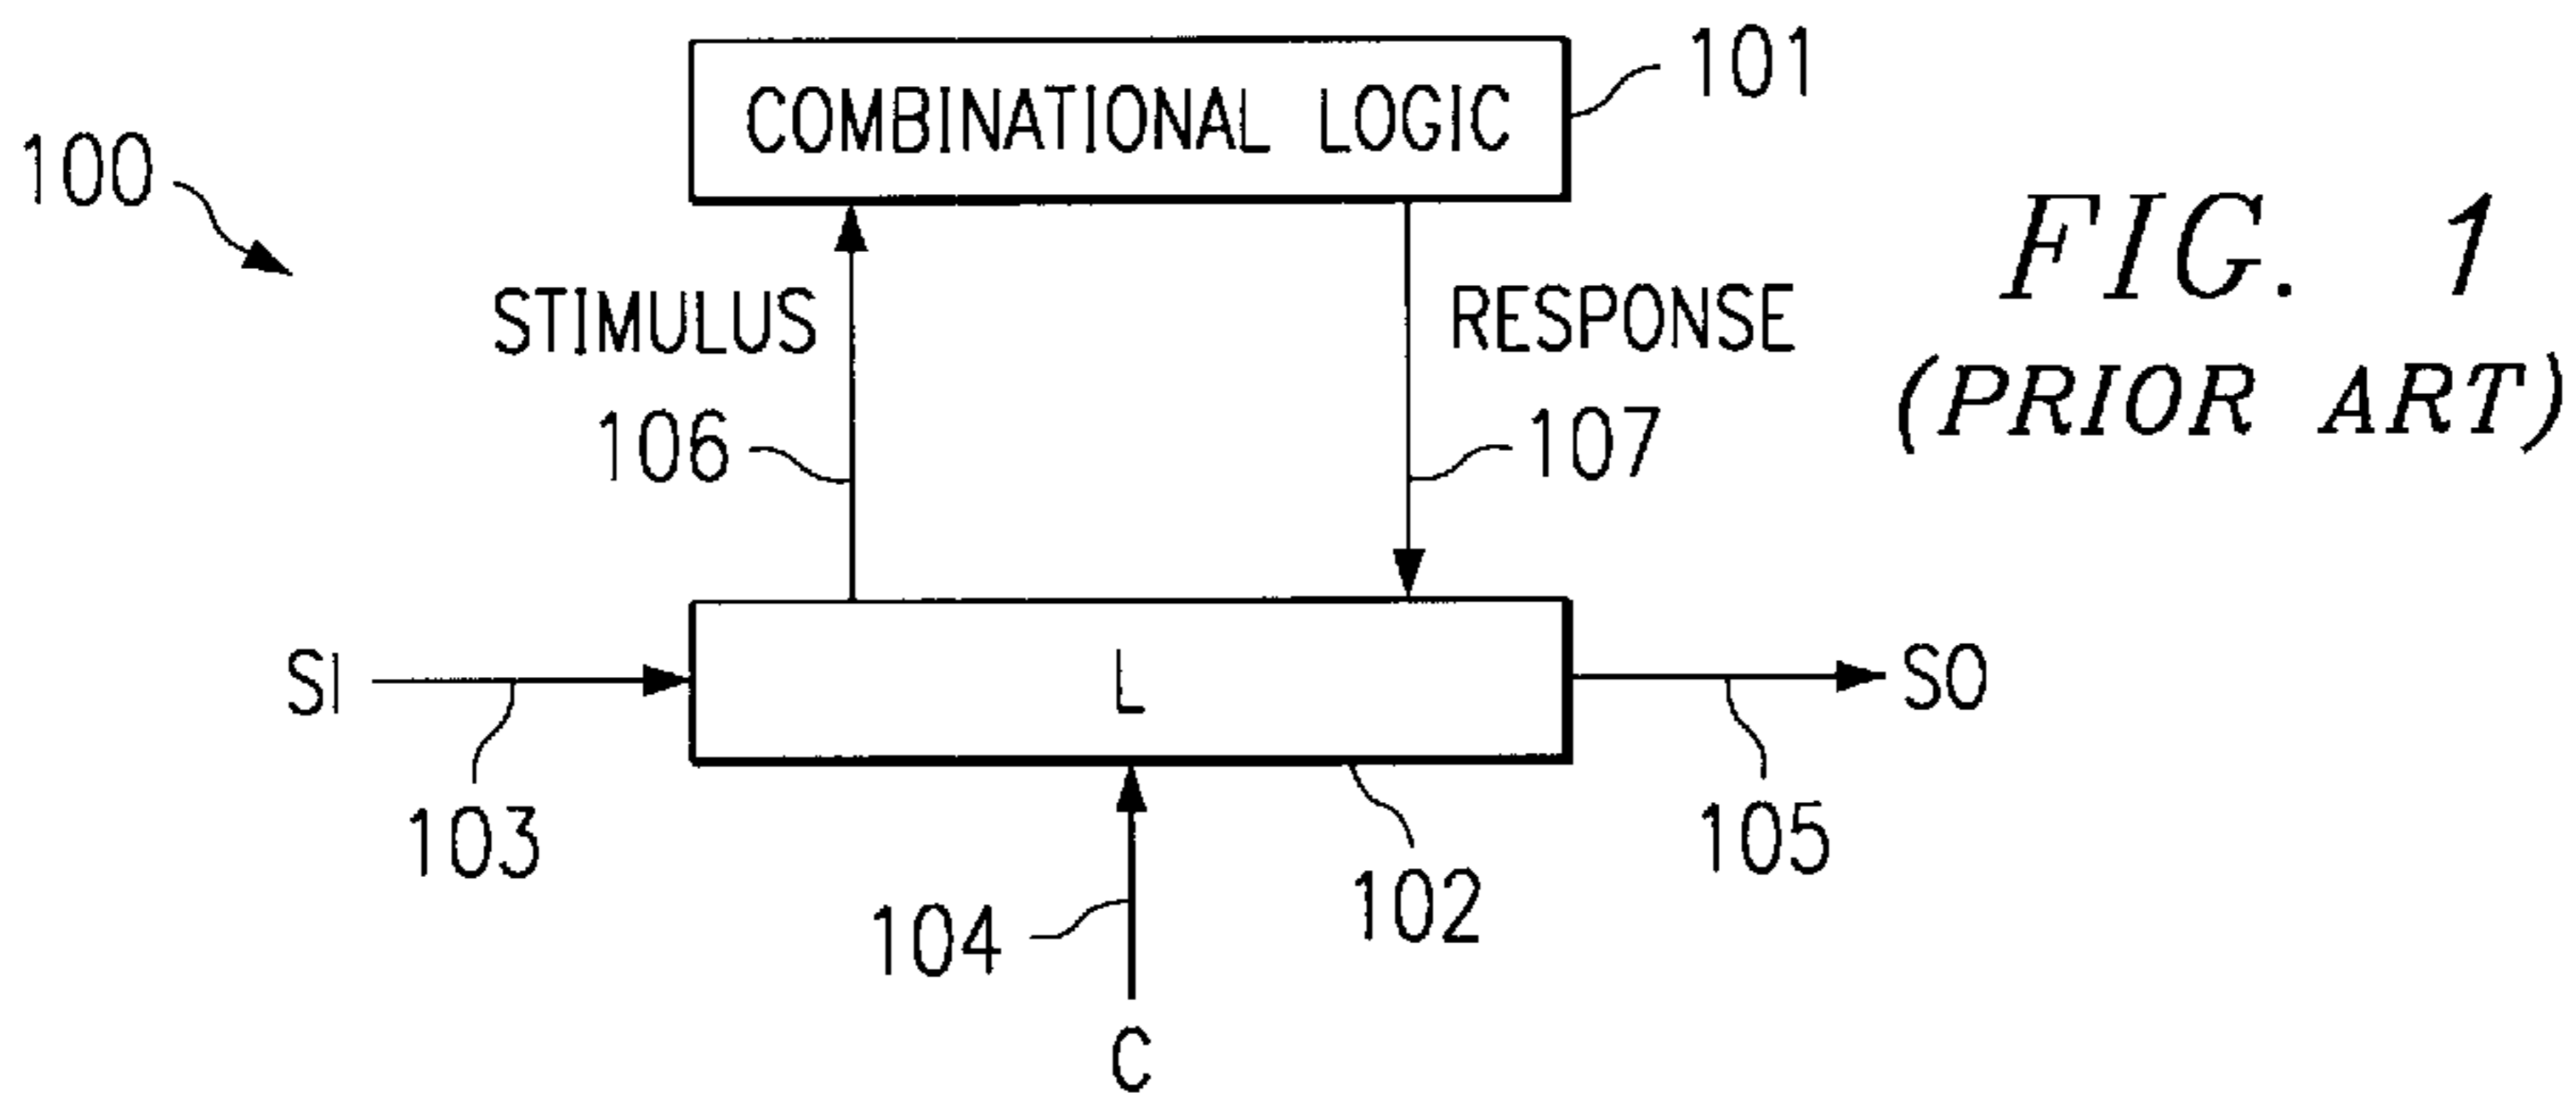 101
COMBINATIONAL LOGIC
100
FIG. 1
STIMULUS
RESPONSE
(PRIOR ART)
106
107
SI
L
SO
103
105
102
104
C